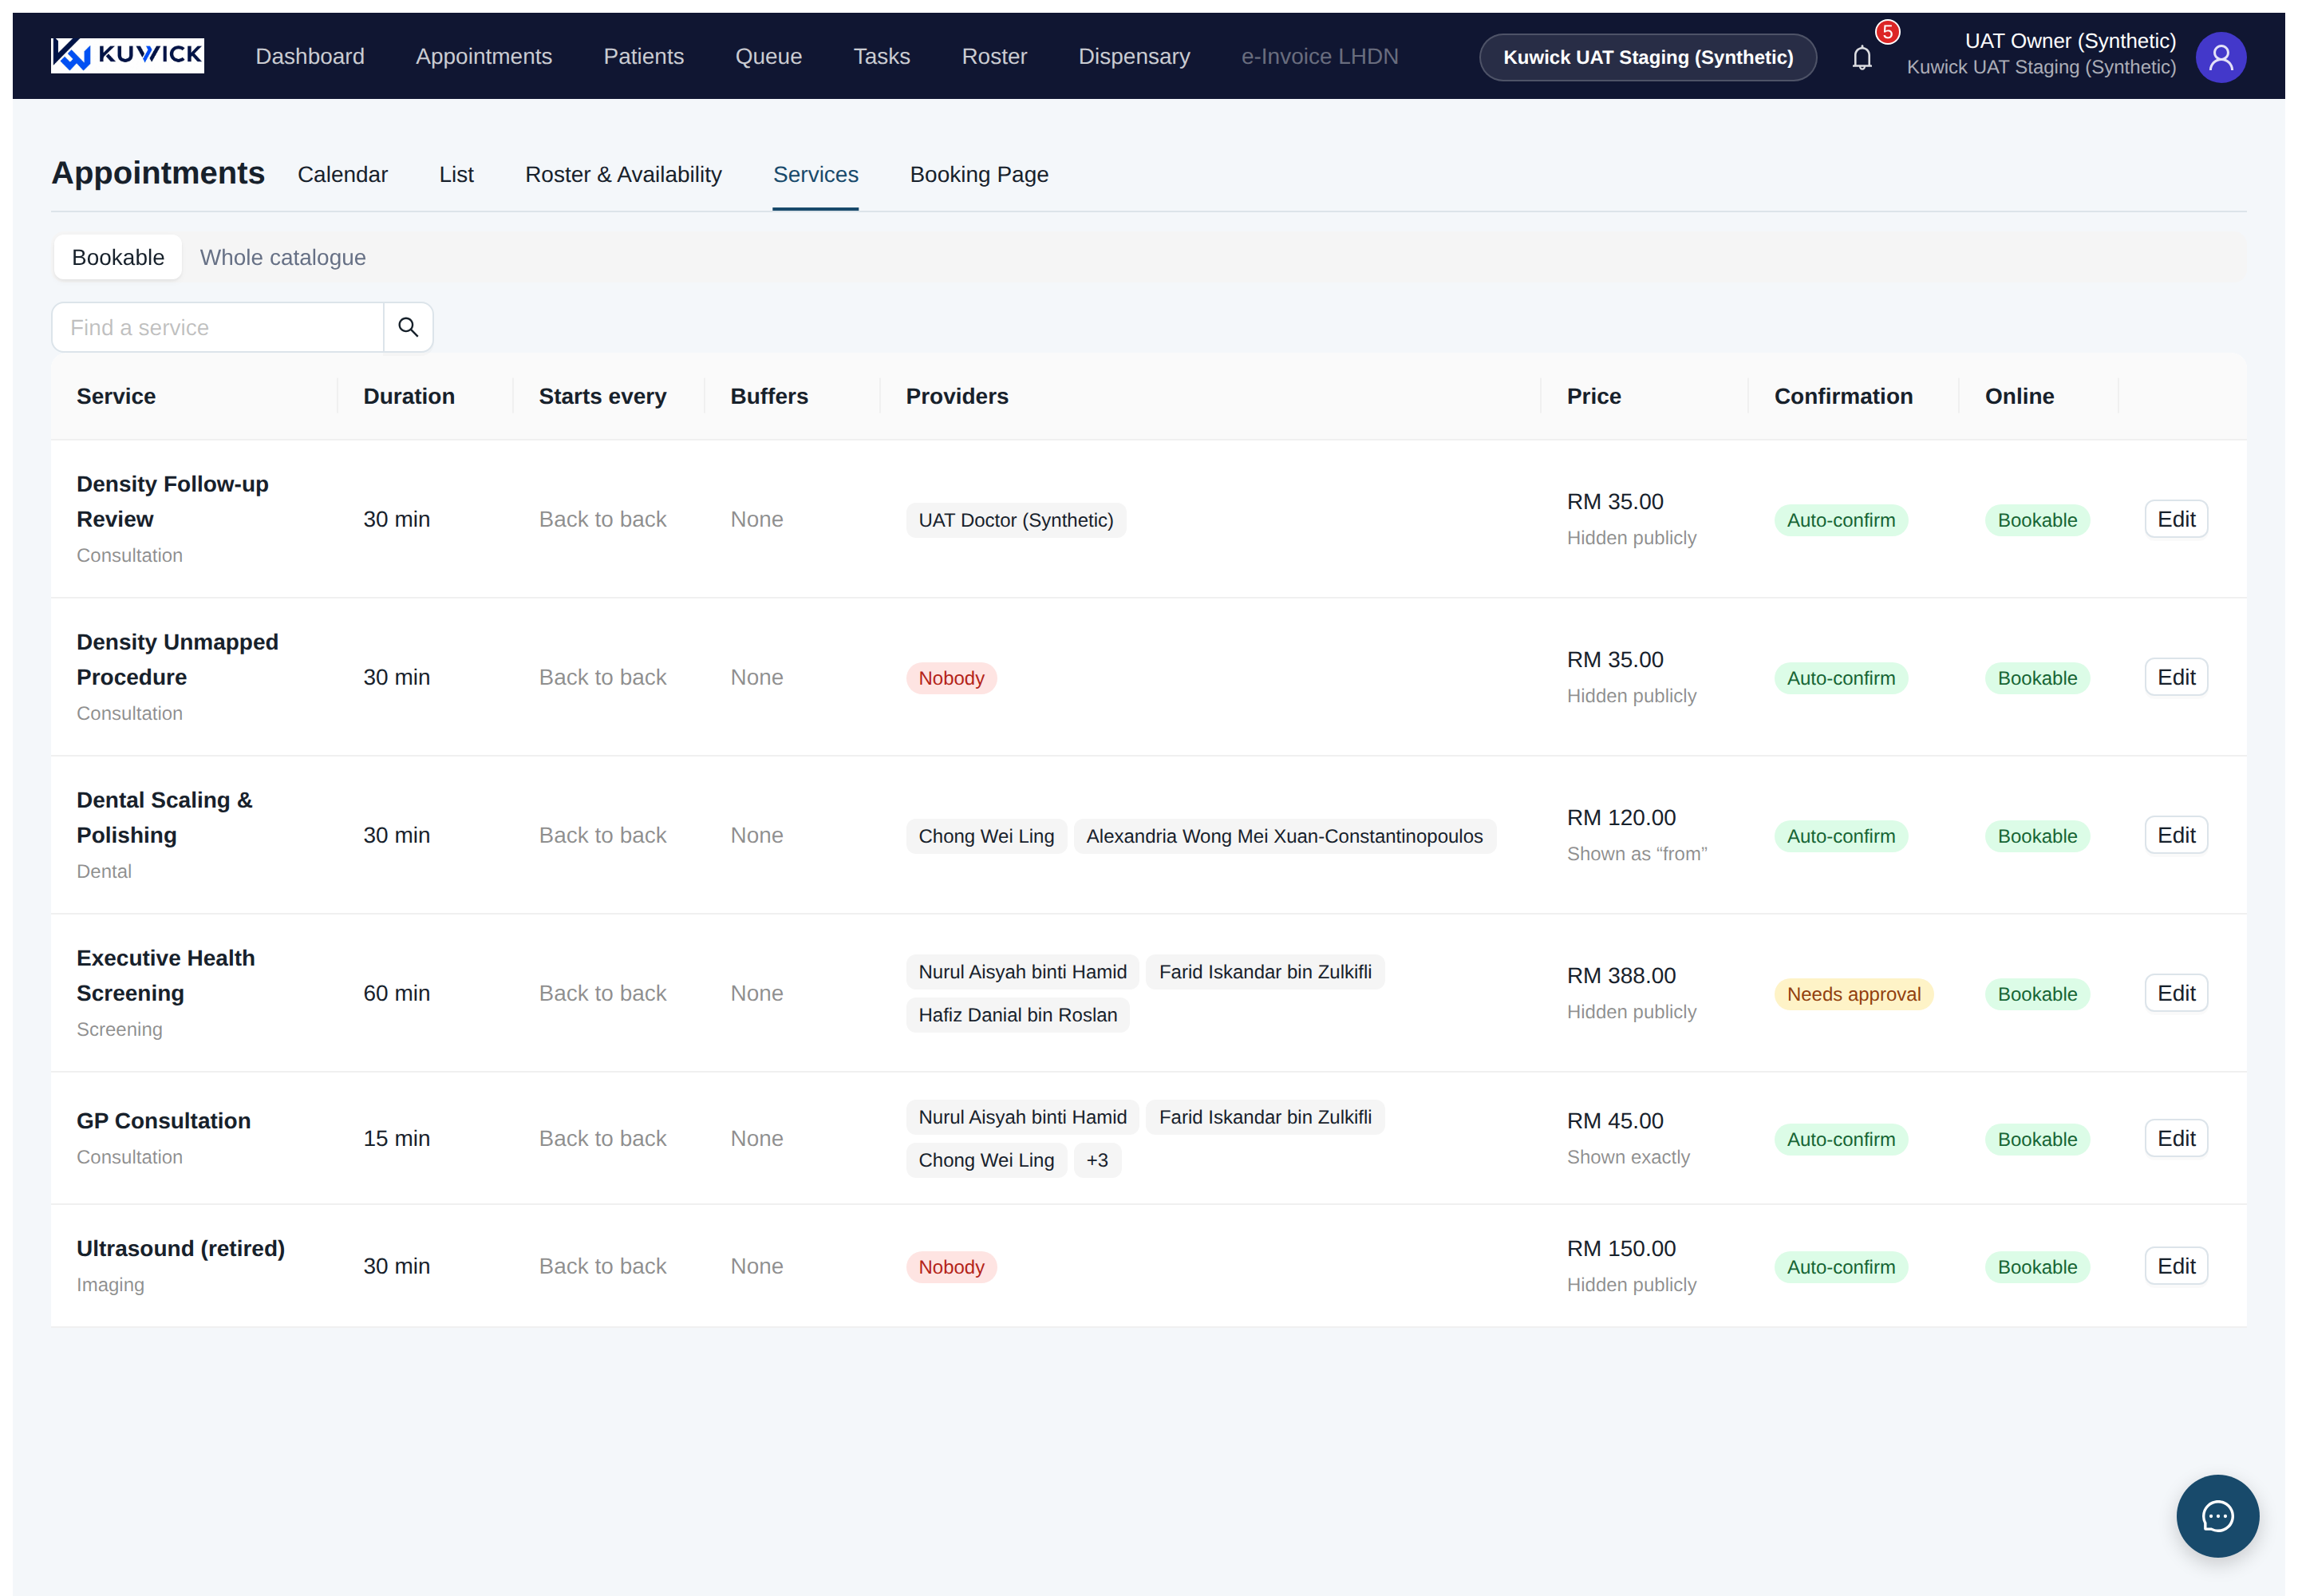 KUWICK Dashboard Appointments Patients Queue Tasks Roster Dispensary e-Invoice LHDN Kuwick UAT Staging (Synthetic) 5 UAT Owner (Synthetic)
Kuwick UAT Staging (Synthetic)
Appointments Calendar List Roster & Availability Services Booking Page
Bookable Whole catalogue
Find a service
Service Duration Starts every Buffers Providers Price Confirmation Online
Density Follow-up
Review
Consultation
30 min Back to back None UAT Doctor (Synthetic) RM 35.00
Hidden publicly
Auto-confirm Bookable Edit
Density Unmapped
Procedure
Consultation
30 min Back to back None Nobody RM 35.00
Hidden publicly
Auto-confirm Bookable Edit
Dental Scaling &
Polishing
Dental
30 min Back to back None Chong Wei Ling Alexandria Wong Mei Xuan-Constantinopoulos RM 120.00
Shown as “from”
Auto-confirm Bookable Edit
Executive Health
Screening
Screening
60 min Back to back None Nurul Aisyah binti Hamid Farid Iskandar bin Zulkifli
Hafiz Danial bin Roslan
RM 388.00
Hidden publicly
Needs approval Bookable Edit
GP Consultation
Consultation
15 min Back to back None Nurul Aisyah binti Hamid Farid Iskandar bin Zulkifli
Chong Wei Ling +3
RM 45.00
Shown exactly
Auto-confirm Bookable Edit
Ultrasound (retired)
Imaging
30 min Back to back None Nobody RM 150.00
Hidden publicly
Auto-confirm Bookable Edit